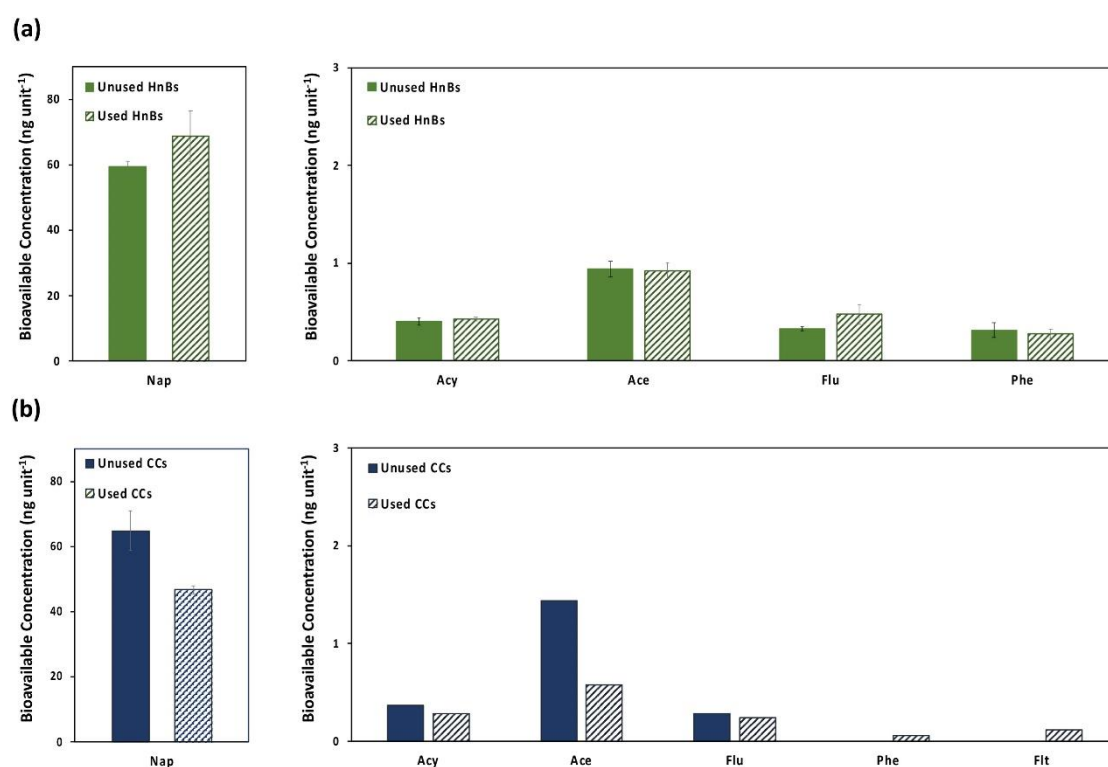 (a)
Bioavailable Concentration (ng unit-1)
80
60
40
20
0
Unused HnBs
Used HnBs
Nap
Bioavailable Concentration (ng unit-1)
3
2
1
0
Unused HnBs
Used HnBs
Acy Ace Flu Phe
(b)
Bioavailable Concentration (ng unit-1)
80
60
40
20
0
Unused CCs
Used CCs
Nap
Bioavailable Concentration (ng unit-1)
3
2
1
0
Unused CCs
Used CCs
Acy Ace Flu Phe Flt